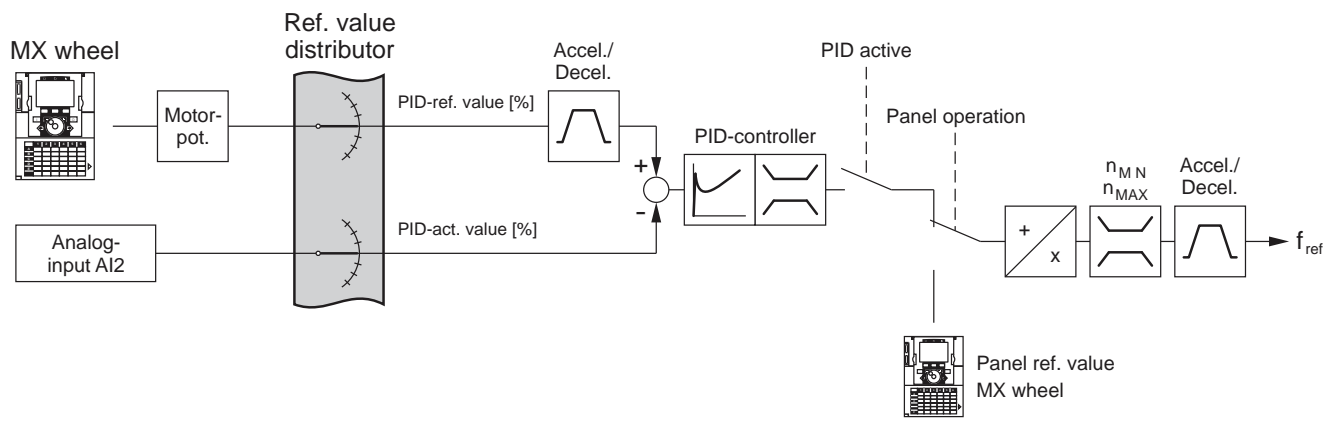 MX wheel
Ref. value
distributor
Motor-
pot.
PID-ref. value [%]
Accel./
Decel.
+
-
PID-controller
PID active
Panel operation
n M N
nMAX
Accel./
Decel.
+
x
f ref
Analog-
input AI2
PID-act. value [%]
Panel ref. value
MX wheel